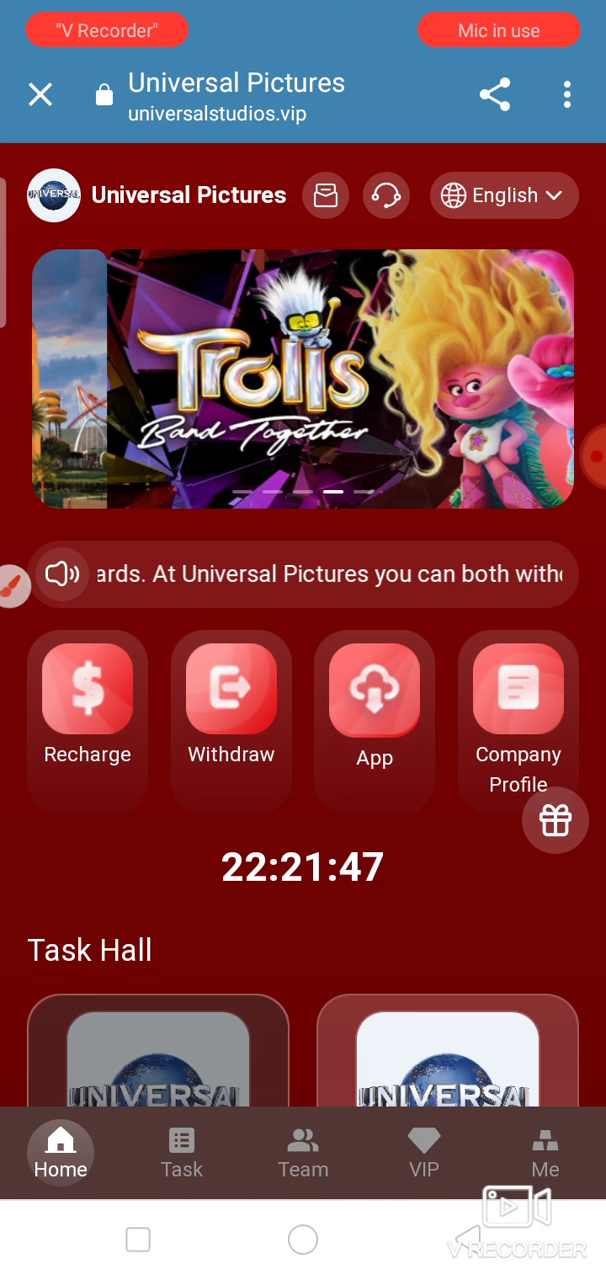 "V Recorder"
Mic in use
Universal Pictures
universalstudios.vip
UNIVERSAL
Universal Pictures
English
Trolls
Band Together
ards. At Universal Pictures you can both with
Recharge
Withdraw
App
Company
Profile
22:21:47
Task Hall
UNIVERSAL
UNIVERSAL
Home
Task
Team
VIP
Me
V RECORDER